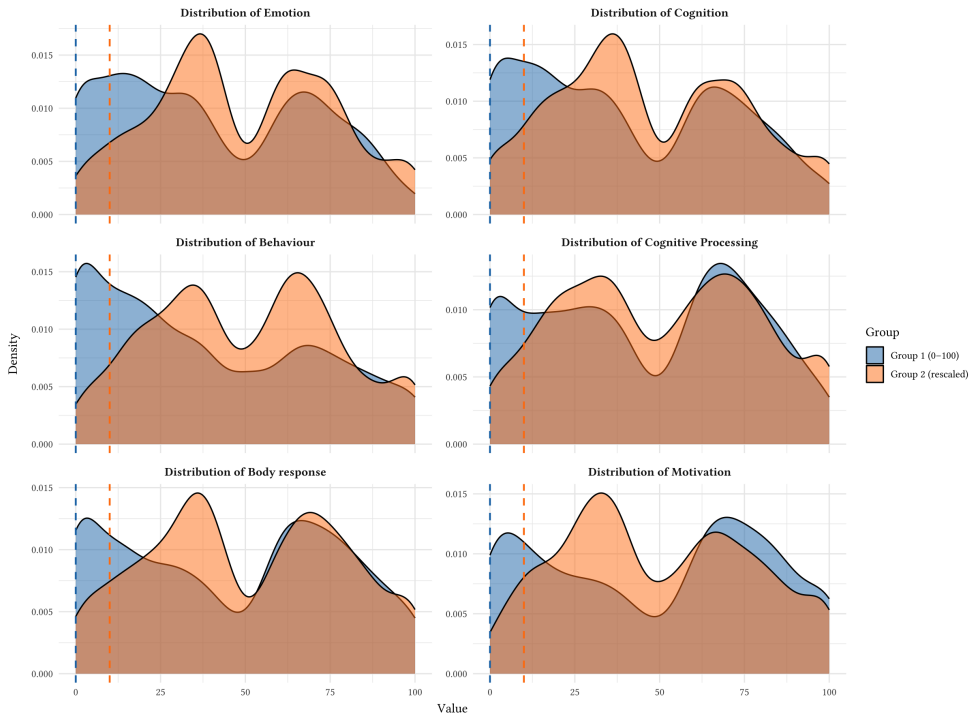 Distribution of Emotion
Distribution of Cognition
0.015
0.010
0.005
0.000
0.015
0.010
0.005
0.000
Distribution of Behaviour
Distribution of Cognitive Processing
0.015
0.010
0.005
0.000
0.010
0.005
0.000
Density
Group
Group 1 (0–100)
Group 2 (rescaled)
Distribution of Body response
Distribution of Motivation
0.015
0.010
0.005
0.000
0.015
0.010
0.005
0.000
0 25 50 75 100
0 25 50 75 100
Value